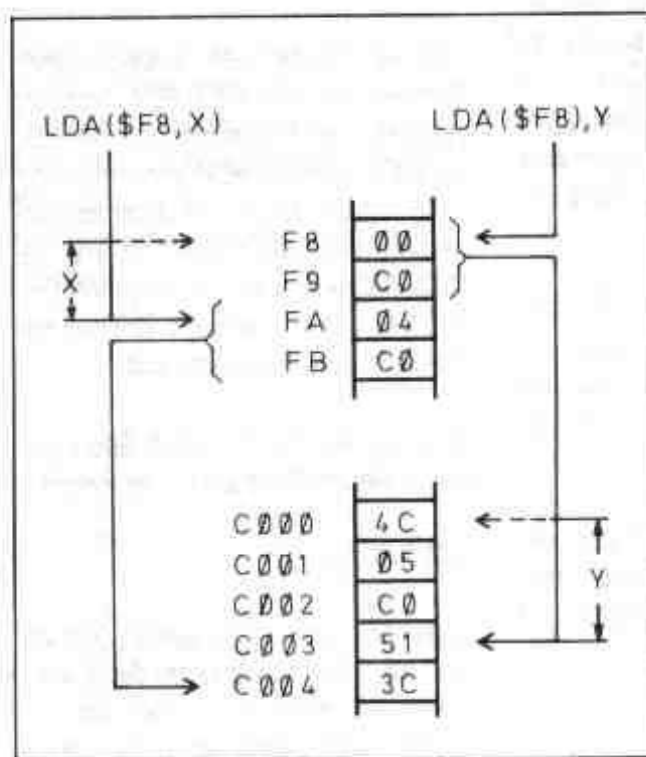 LDA($F8,X) LDA($F8),Y
F8 00
X F9 C0
FA 04
FB C0
C000 4C
C001 05 Y
C002 C0
C003 51
C004 3C